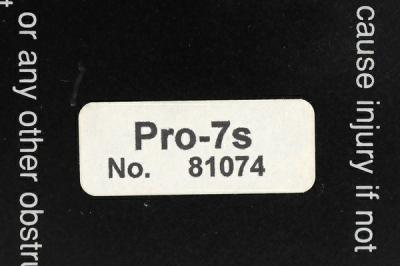 Pro-7s
No. 81074
or any other obstru
cause injury if not